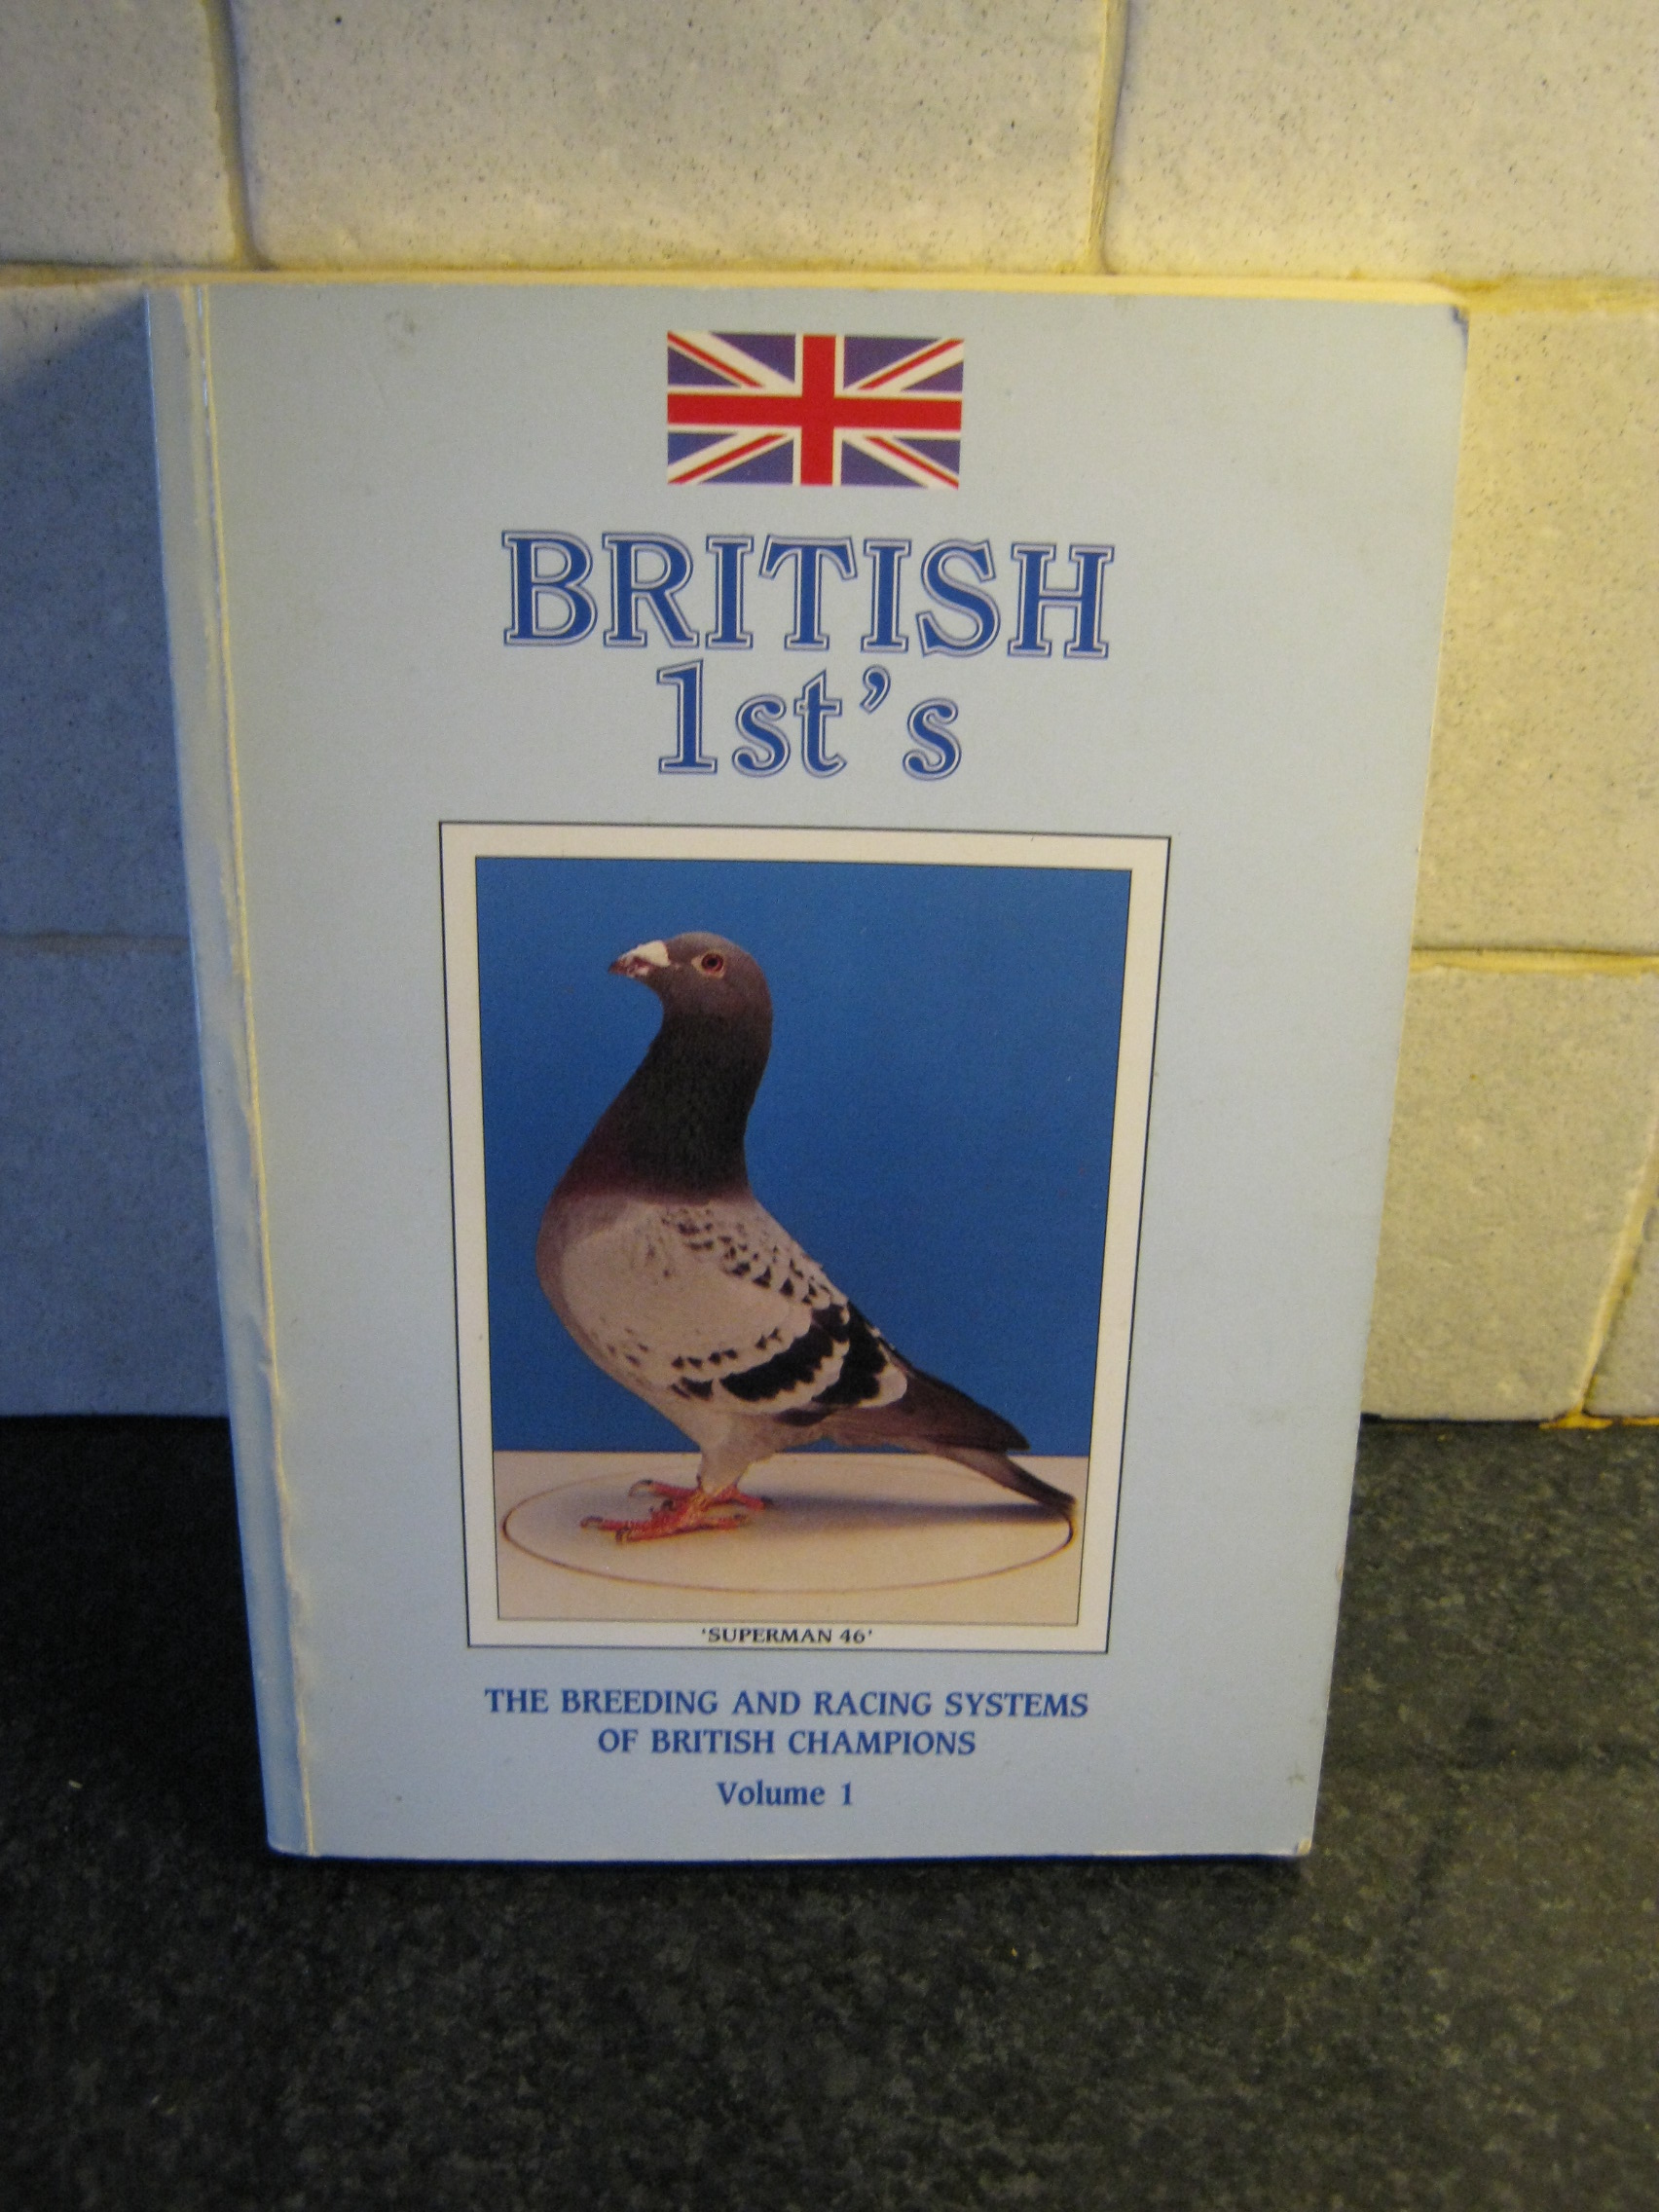 BRITISH
1st's
'SUPERMAN 46'
THE BREEDING AND RACING SYSTEMS
OF BRITISH CHAMPIONS
Volume 1